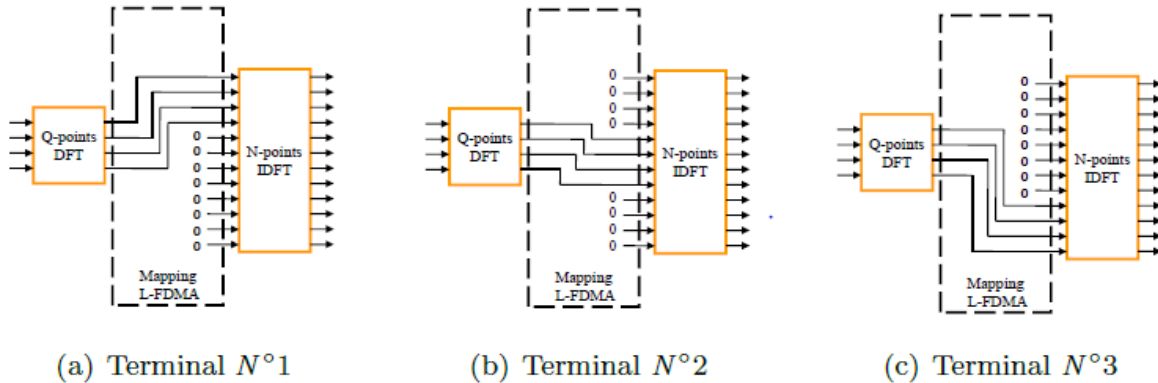 Q-points
DFT
0
0
0
0
0
0
0
0
N-points
IDFT
Mapping
L-FDMA
(a) Terminal N°1
Q-points
DFT
0
0
0
0
0
0
0
0
N-points
IDFT
Mapping
L-FDMA
(b) Terminal N°2
Q-points
DFT
0
0
0
0
0
0
0
0
N-points
IDFT
Mapping
L-FDMA
(c) Terminal N°3